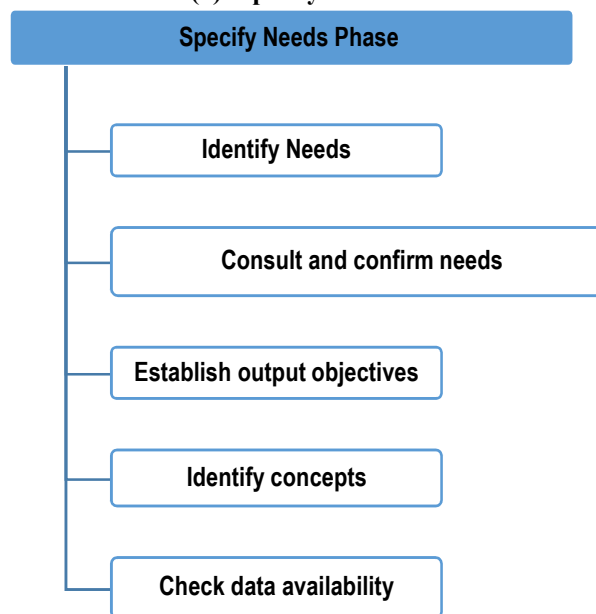 Specify Needs Phase
Identify Needs
Consult and confirm needs
Establish output objectives
Identify concepts
Check data availability